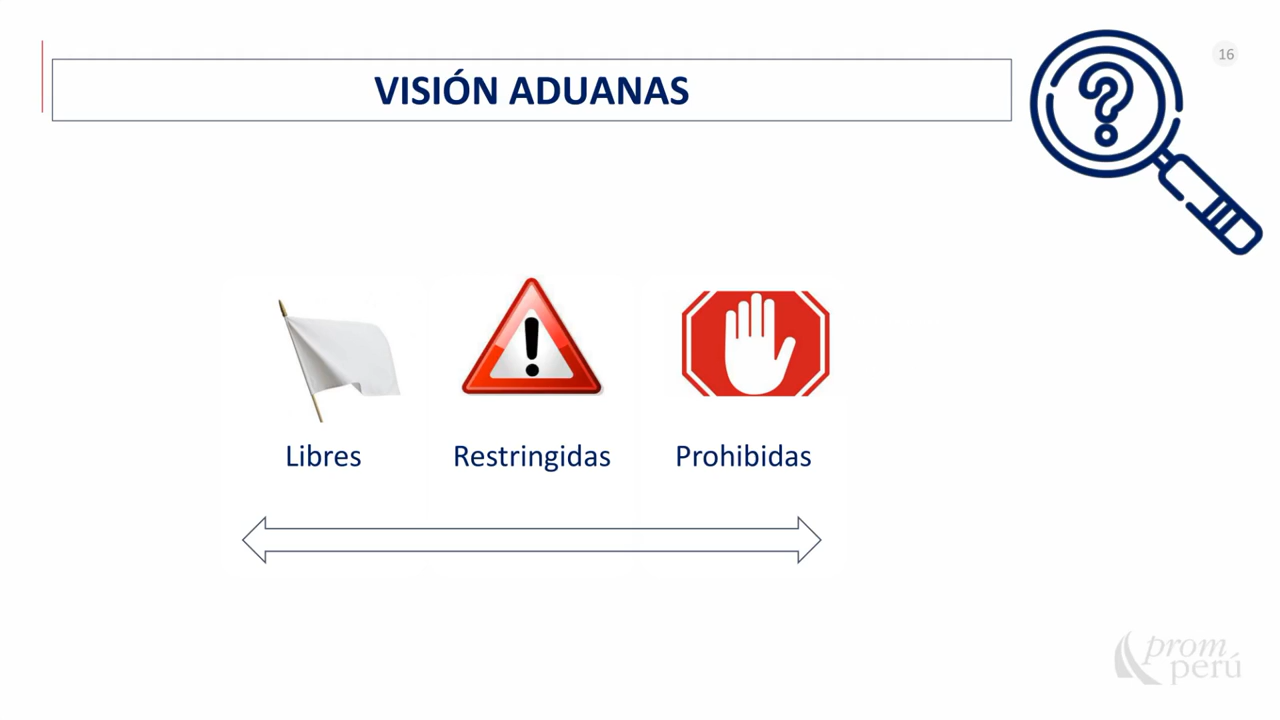 16
VISIÓN ADUANAS
Libres
Restringidas
Prohibidas
prom
perú